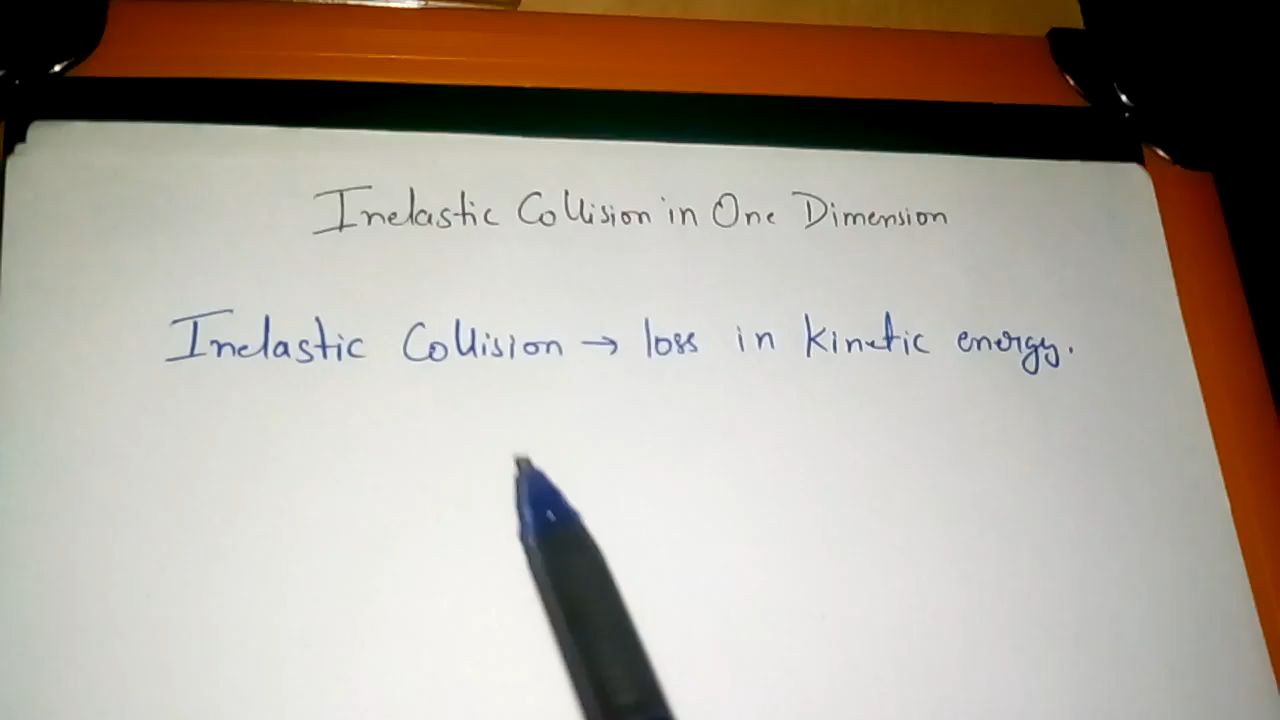 Inelastic Collision in One Dimension
Inelastic Collision → loss in kinetic energy.